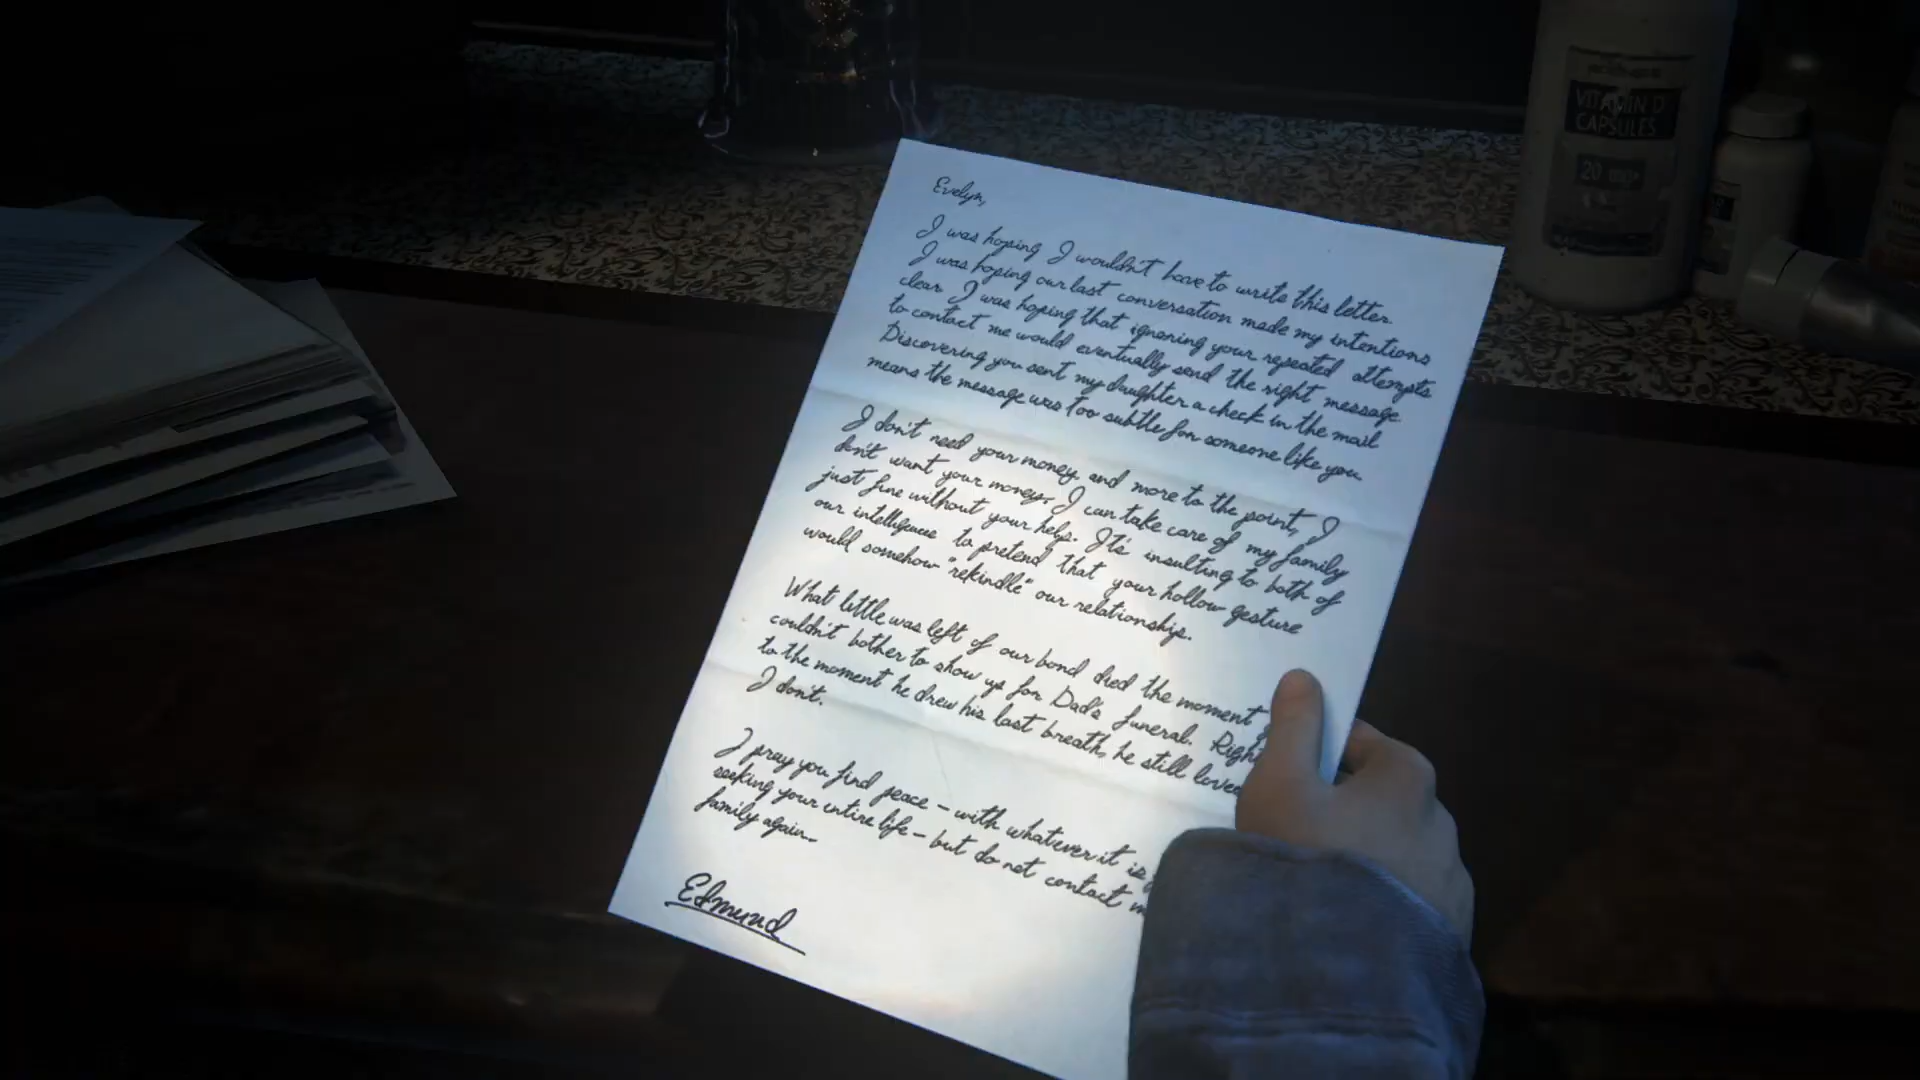 Evelyn,
I was hoping I wouldn't have to write this letter.
I was hoping our last conversation made my intentions
clear. I was hoping that ignoring your repeated attempts
to contact me would eventually send the right message
Discovering you sent my daughter a check in the mail
means the message was too subtle for someone like you.
I don't need your money, and more to the point, I
don't want your money. I can take care of my family
just fine without your help. It's insulting to both of
our intelligences to pretend that your hollow gesture
would somehow "rekindle" our relationship.
What little was left of our bond died the moment
couldn't bother to show up for Dad's funeral. Right
to the moment he drew his last breath, he still loved
I don't.
I pray you find peace - with whatever it is
seeking your entire life - but do not contact
family again.
Edmund
VITAMIN D
CAPSULES
20